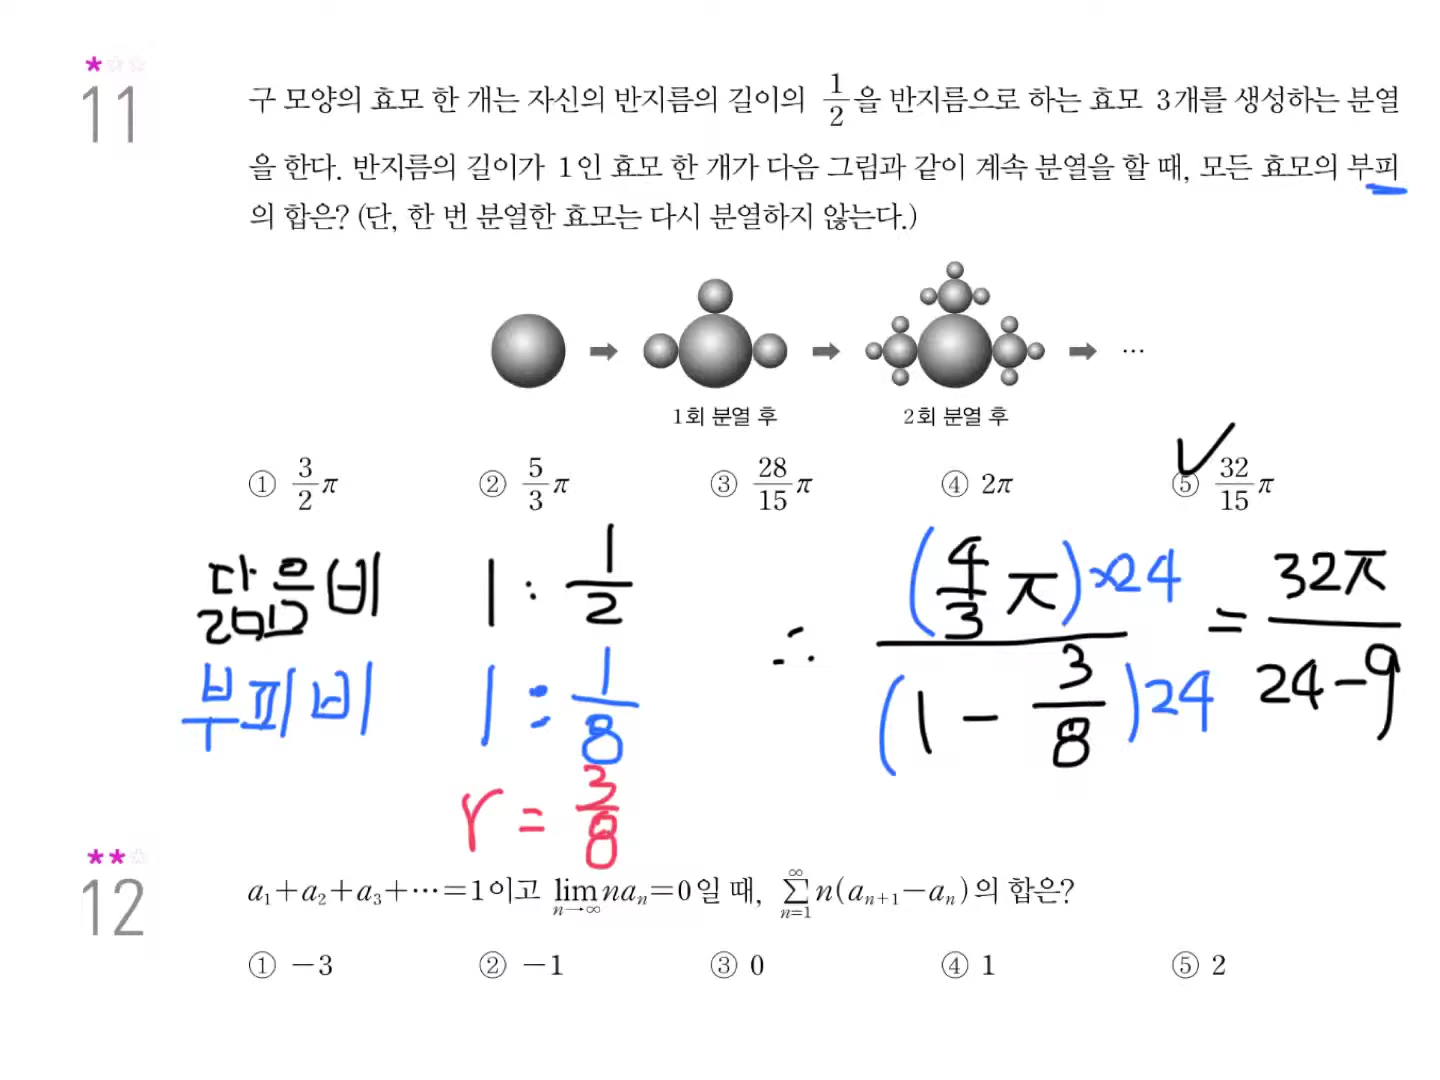 11
구 모양의 효모 한 개는 자신의 반지름의 길이의 1/2을 반지름으로 하는 효모 3개를 생성하는 분열
을 한다. 반지름의 길이가 1인 효모 한 개가 다음 그림과 같이 계속 분열을 할 때, 모든 효모의 부피
의 합은? (단, 한 번 분열한 효모는 다시 분열하지 않는다.)
➡ ➡ ➡ …
1회 분열 후 2회 분열 후
① 3/2π ② 5/3π ③ 28/15π ④ 2π ⑤ 32/15π
닮음비 1 : 1/2
부피비 1 : 1/8
r = 3/8
∴ (4/3 π)×24 / (1 - 3/8)24 = 32π / 24-9
12
a₁+a₂+a₃+⋯=1이고 lim n→∞ naₙ=0일 때, ∞ Σ n=1 n(aₙ₊₁-aₙ)의 합은?
① -3 ② -1 ③ 0 ④ 1 ⑤ 2